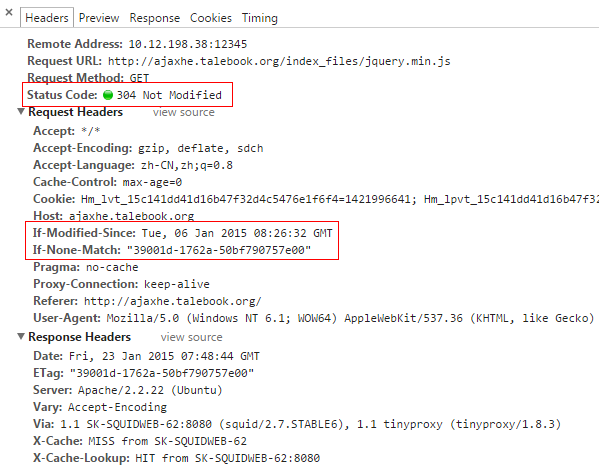 × Headers Preview Response Cookies Timing
Remote Address: 10.12.198.38:12345
Request URL: http://ajaxhe.talebook.org/index_files/jquery.min.js
Request Method: GET
Status Code: 304 Not Modified
Request Headers view source
Accept: */*
Accept-Encoding: gzip, deflate, sdch
Accept-Language: zh-CN,zh;q=0.8
Cache-Control: max-age=0
Cookie: Hm_lvt_15c141dd41d16b47f32d4c5476e1f6f4=1421996641; Hm_lpvt_15c141dd41d16b47f32
Host: ajaxhe.talebook.org
If-Modified-Since: Tue, 06 Jan 2015 08:26:32 GMT
If-None-Match: "39001d-1762a-50bf790757e00"
Pragma: no-cache
Proxy-Connection: keep-alive
Referer: http://ajaxhe.talebook.org/
User-Agent: Mozilla/5.0 (Windows NT 6.1; WOW64) AppleWebKit/537.36 (KHTML, like Gecko)
Response Headers view source
Date: Fri, 23 Jan 2015 07:48:44 GMT
ETag: "39001d-1762a-50bf790757e00"
Server: Apache/2.2.22 (Ubuntu)
Vary: Accept-Encoding
Via: 1.1 SK-SQUIDWEB-62:8080 (squid/2.7.STABLE6), 1.1 tinyproxy (tinyproxy/1.8.3)
X-Cache: MISS from SK-SQUIDWEB-62
X-Cache-Lookup: HIT from SK-SQUIDWEB-62:8080